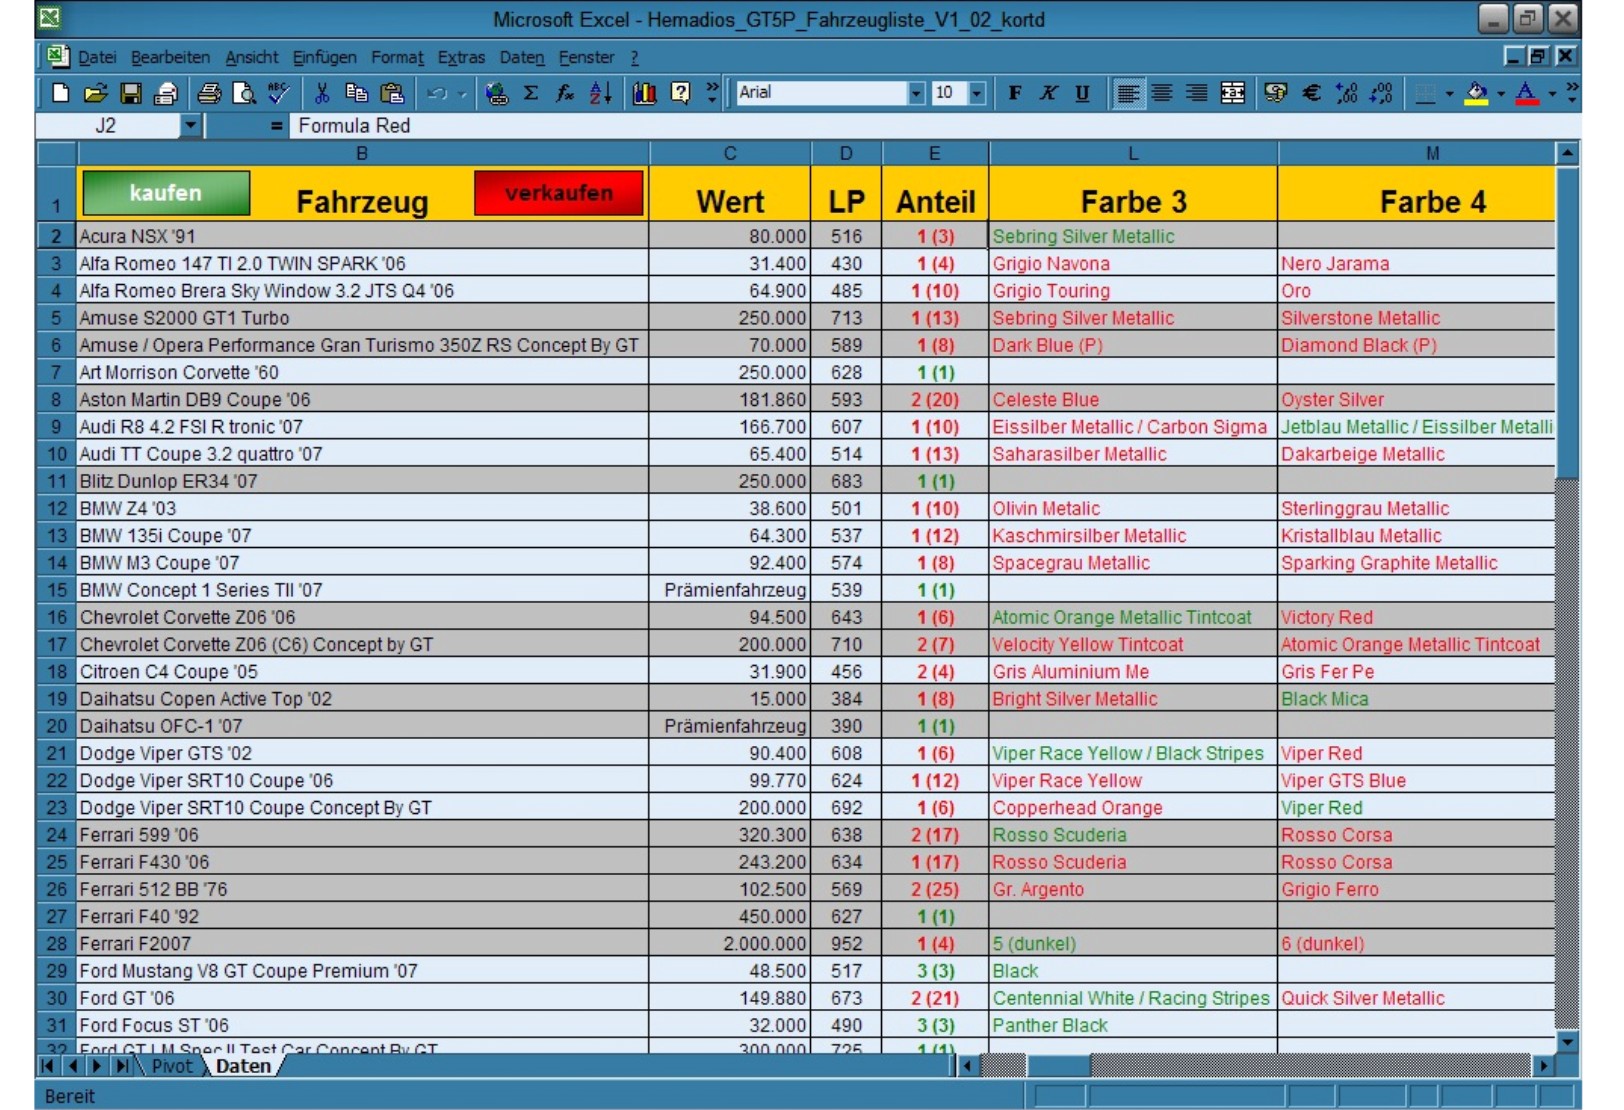 Microsoft Excel - Hemadios_GT5P_Fahrzeugliste_V1_02_kortd
Datei Bearbeiten Ansicht Einfügen Format Extras Daten Fenster ?
Arial 10 F K U
J2 = Formula Red
B C D E L M
1 kaufen Fahrzeug verkaufen Wert LP Anteil Farbe 3 Farbe 4
2 Acura NSX '91 80.000 516 1 (3) Sebring Silver Metallic
3 Alfa Romeo 147 TI 2.0 TWIN SPARK '06 31.400 430 1 (4) Grigio Navona Nero Jarama
4 Alfa Romeo Brera Sky Window 3.2 JTS Q4 '06 64.900 485 1 (10) Grigio Touring Oro
5 Amuse S2000 GT1 Turbo 250.000 713 1 (13) Sebring Silver Metallic Silverstone Metallic
6 Amuse / Opera Performance Gran Turismo 350Z RS Concept By GT 70.000 589 1 (8) Dark Blue (P) Diamond Black (P)
7 Art Morrison Corvette '60 250.000 628 1 (1)
8 Aston Martin DB9 Coupe '06 181.860 593 2 (20) Celeste Blue Oyster Silver
9 Audi R8 4.2 FSI R tronic '07 166.700 607 1 (10) Eissilber Metallic / Carbon Sigma Jetblau Metallic / Eissilber Metalli
10 Audi TT Coupe 3.2 quattro '07 65.400 514 1 (13) Saharasilber Metallic Dakarbeige Metallic
11 Blitz Dunlop ER34 '07 250.000 683 1 (1)
12 BMW Z4 '03 38.600 501 1 (10) Olivin Metalic Sterlinggrau Metallic
13 BMW 135i Coupe '07 64.300 537 1 (12) Kaschmirsilber Metallic Kristallblau Metallic
14 BMW M3 Coupe '07 92.400 574 1 (8) Spacegrau Metallic Sparking Graphite Metallic
15 BMW Concept 1 Series TII '07 Prämienfahrzeug 539 1 (1)
16 Chevrolet Corvette Z06 '06 94.500 643 1 (6) Atomic Orange Metallic Tintcoat Victory Red
17 Chevrolet Corvette Z06 (C6) Concept by GT 200.000 710 2 (7) Velocity Yellow Tintcoat Atomic Orange Metallic Tintcoat
18 Citroen C4 Coupe '05 31.900 456 2 (4) Gris Aluminium Me Gris Fer Pe
19 Daihatsu Copen Active Top '02 15.000 384 1 (8) Bright Silver Metallic Black Mica
20 Daihatsu OFC-1 '07 Prämienfahrzeug 390 1 (1)
21 Dodge Viper GTS '02 90.400 608 1 (6) Viper Race Yellow / Black Stripes Viper Red
22 Dodge Viper SRT10 Coupe '06 99.770 624 1 (12) Viper Race Yellow Viper GTS Blue
23 Dodge Viper SRT10 Coupe Concept By GT 200.000 692 1 (6) Copperhead Orange Viper Red
24 Ferrari 599 '06 320.300 638 2 (17) Rosso Scuderia Rosso Corsa
25 Ferrari F430 '06 243.200 634 1 (17) Rosso Scuderia Rosso Corsa
26 Ferrari 512 BB '76 102.500 569 2 (25) Gr. Argento Grigio Ferro
27 Ferrari F40 '92 450.000 627 1 (1)
28 Ferrari F2007 2.000.000 952 1 (4) 5 (dunkel) 6 (dunkel)
29 Ford Mustang V8 GT Coupe Premium '07 48.500 517 3 (3) Black
30 Ford GT '06 149.880 673 2 (21) Centennial White / Racing Stripes Quick Silver Metallic
31 Ford Focus ST '06 32.000 490 3 (3) Panther Black
32 Ford GT LM Spec II Test Car Concept By GT 300.000 725 1 (1)
Pivot Daten
Bereit